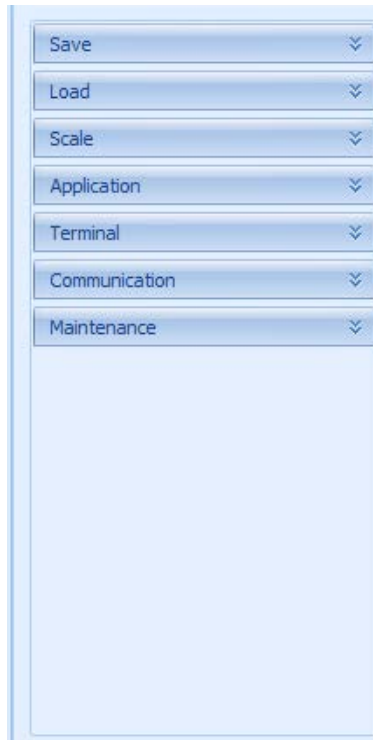 Save
Load
Scale
Application
Terminal
Communication
Maintenance